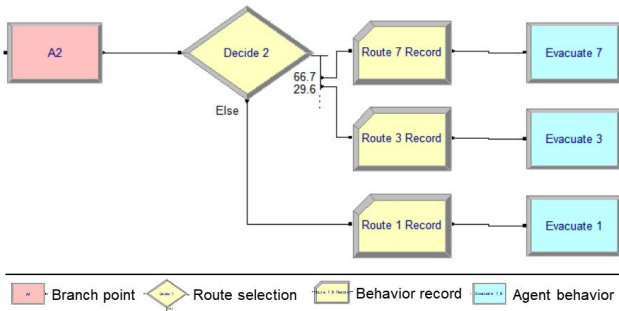 A2
Decide 2
66.7
29.6
Else
Route 7 Record
Evacuate 7
Route 3 Record
Evacuate 3
Route 1 Record
Evacuate 1
A2 Branch point
Route selection
Behavior record
Agent behavior